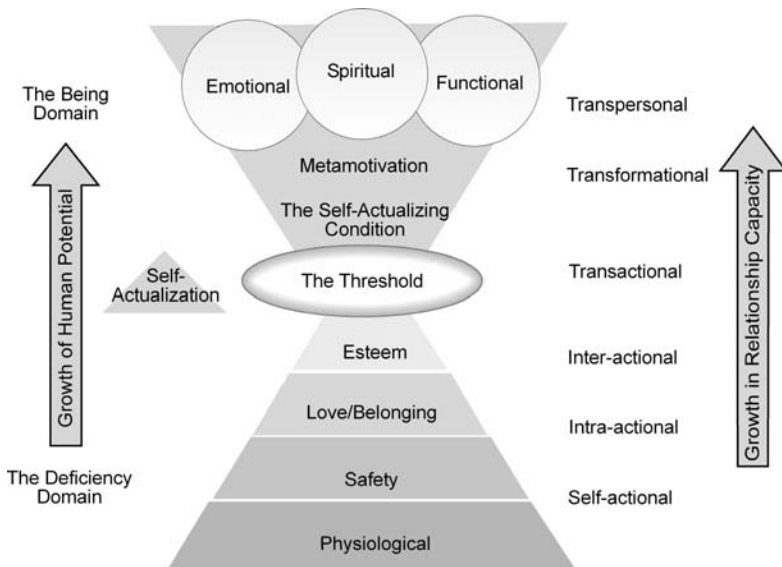 Emotional
Spiritual
Functional
The Being
Domain
Transpersonal
Metamotivation
Transformational
The Self-Actualizing
Condition
Growth of Human Potential
Self-
Actualization
The Threshold
Transactional
Growth in Relationship Capacity
Esteem
Inter-actional
Love/Belonging
Intra-actional
The Deficiency
Domain
Safety
Self-actional
Physiological